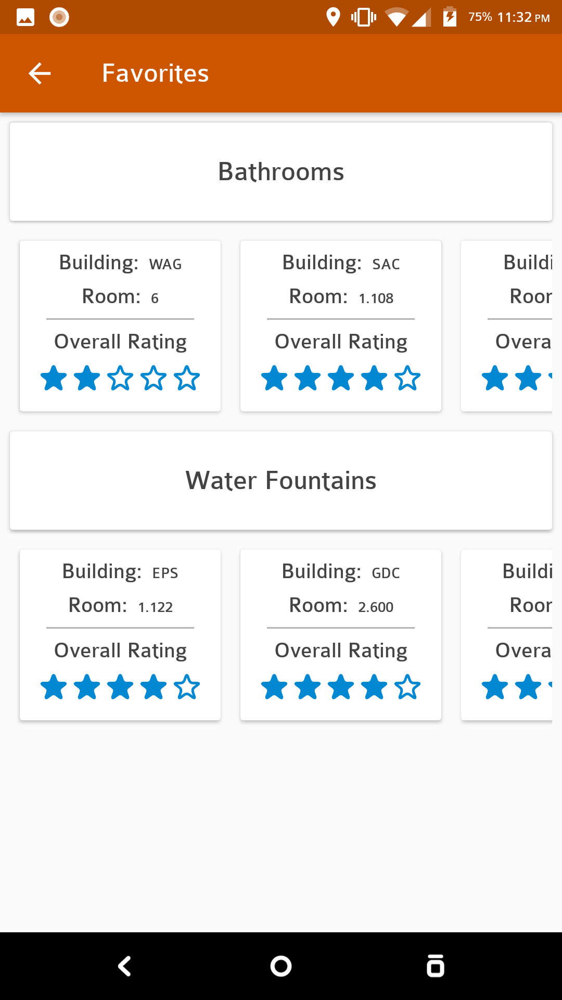 75% 11:32 PM
Favorites
Bathrooms
Building: WAG
Room: 6
Overall Rating
Building: SAC
Room: 1.108
Overall Rating
Buildi
Roor
Overa
Water Fountains
Building: EPS
Room: 1.122
Overall Rating
Building: GDC
Room: 2.600
Overall Rating
Buildi
Roor
Overa